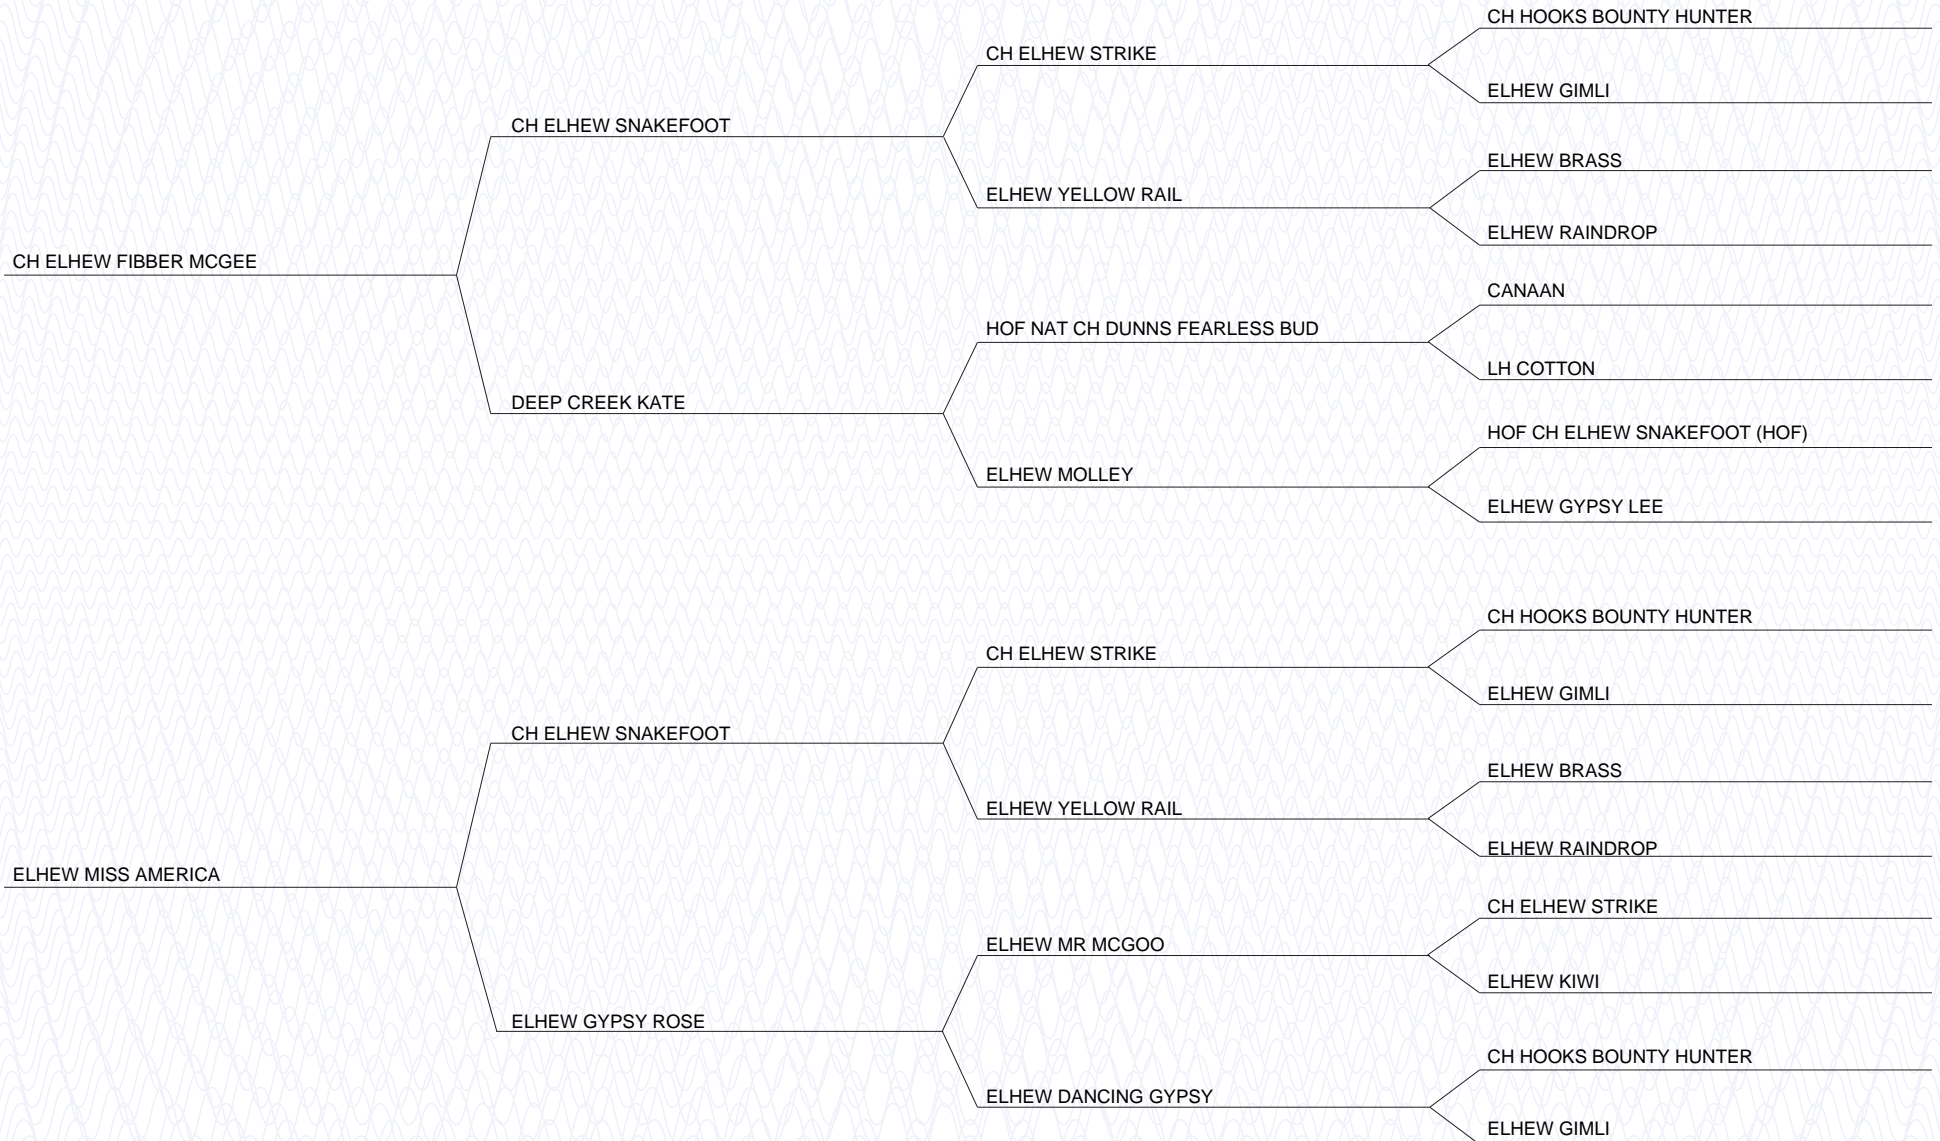 CH HOOKS BOUNTY HUNTER
CH ELHEW STRIKE
ELHEW GIMLI
CH ELHEW SNAKEFOOT
ELHEW BRASS
ELHEW YELLOW RAIL
ELHEW RAINDROP
CH ELHEW FIBBER MCGEE
CANAAN
HOF NAT CH DUNNS FEARLESS BUD
LH COTTON
DEEP CREEK KATE
HOF CH ELHEW SNAKEFOOT (HOF)
ELHEW MOLLEY
ELHEW GYPSY LEE
CH HOOKS BOUNTY HUNTER
CH ELHEW STRIKE
ELHEW GIMLI
CH ELHEW SNAKEFOOT
ELHEW BRASS
ELHEW YELLOW RAIL
ELHEW RAINDROP
ELHEW MISS AMERICA
CH ELHEW STRIKE
ELHEW MR MCGOO
ELHEW KIWI
ELHEW GYPSY ROSE
CH HOOKS BOUNTY HUNTER
ELHEW DANCING GYPSY
ELHEW GIMLI